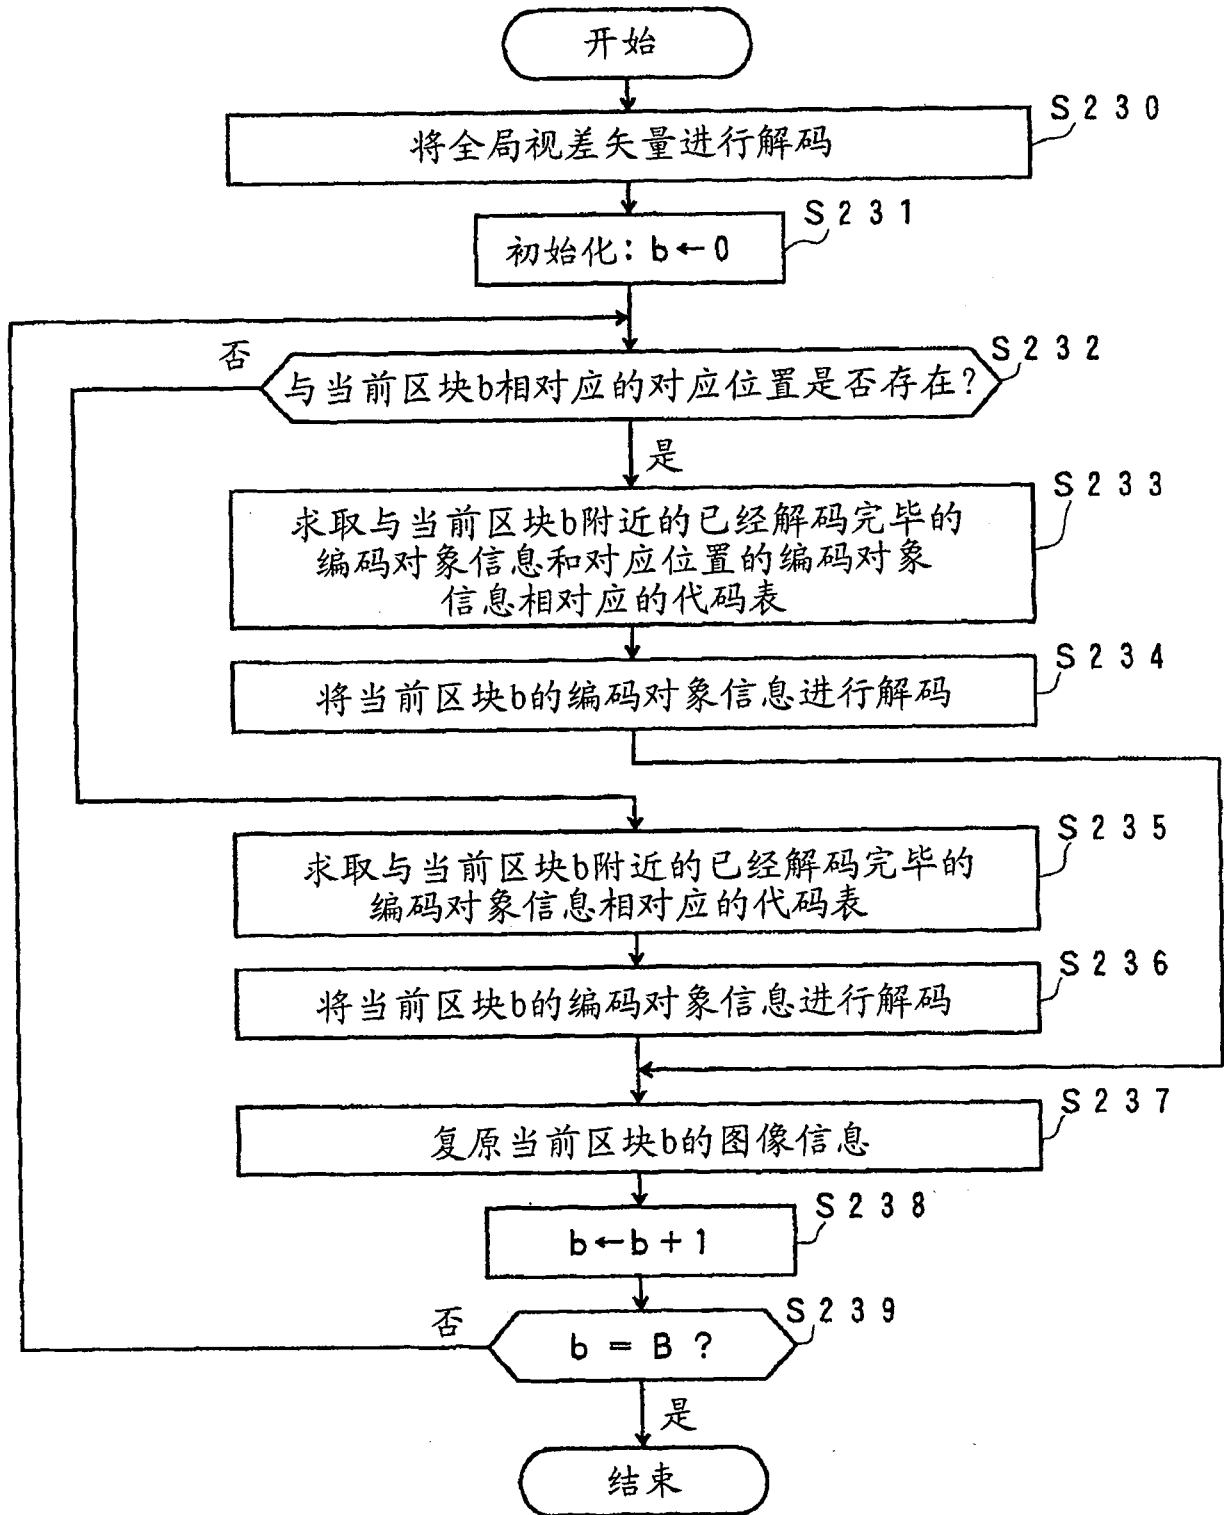 开始
S230
将全局视差矢量进行解码
S231
初始化: b←0
S232
否
与当前区块b相对应的对应位置是否存在?
是
S233
求取与当前区块b附近的已经解码完毕的
编码对象信息和对应位置的编码对象
信息相对应的代码表
S234
将当前区块b的编码对象信息进行解码
S235
求取与当前区块b附近的已经解码完毕的
编码对象信息相对应的代码表
S236
将当前区块b的编码对象信息进行解码
S237
复原当前区块b的图像信息
S238
b←b+1
S239
否
b = B ?
是
结束